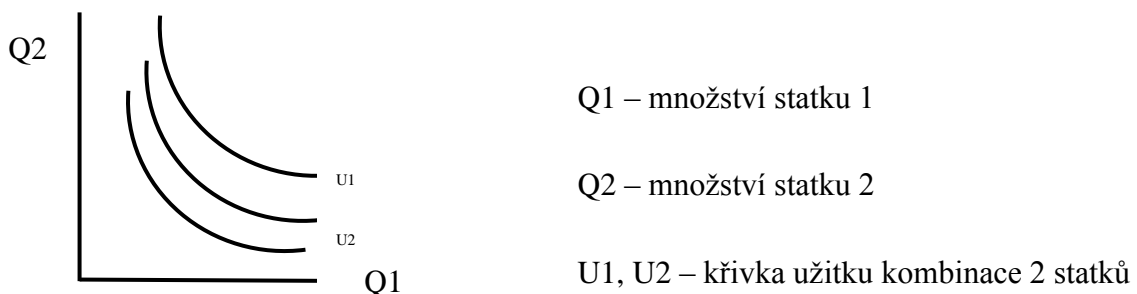 Q2
Q1 – množství statku 1
U1
Q2 – množství statku 2
U2
Q1
U1, U2 – křivka užitku kombinace 2 statků